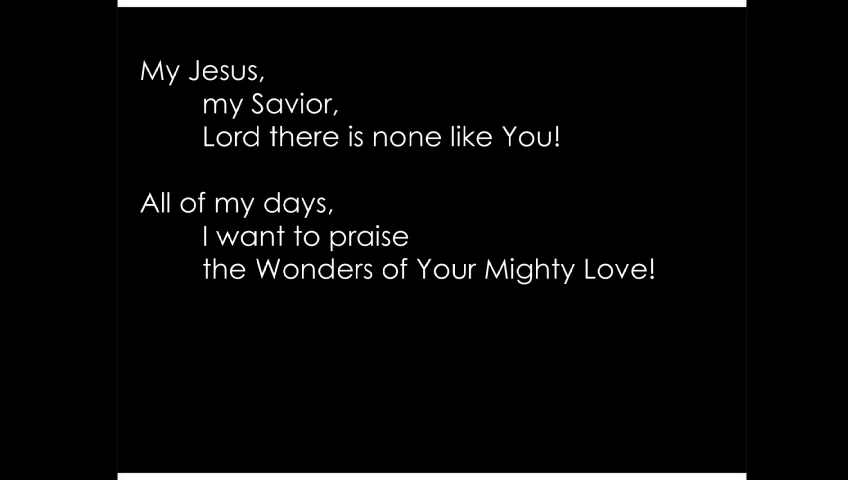 My Jesus,
my Savior,
Lord there is none like You!
All of my days,
I want to praise
the Wonders of Your Mighty Love!